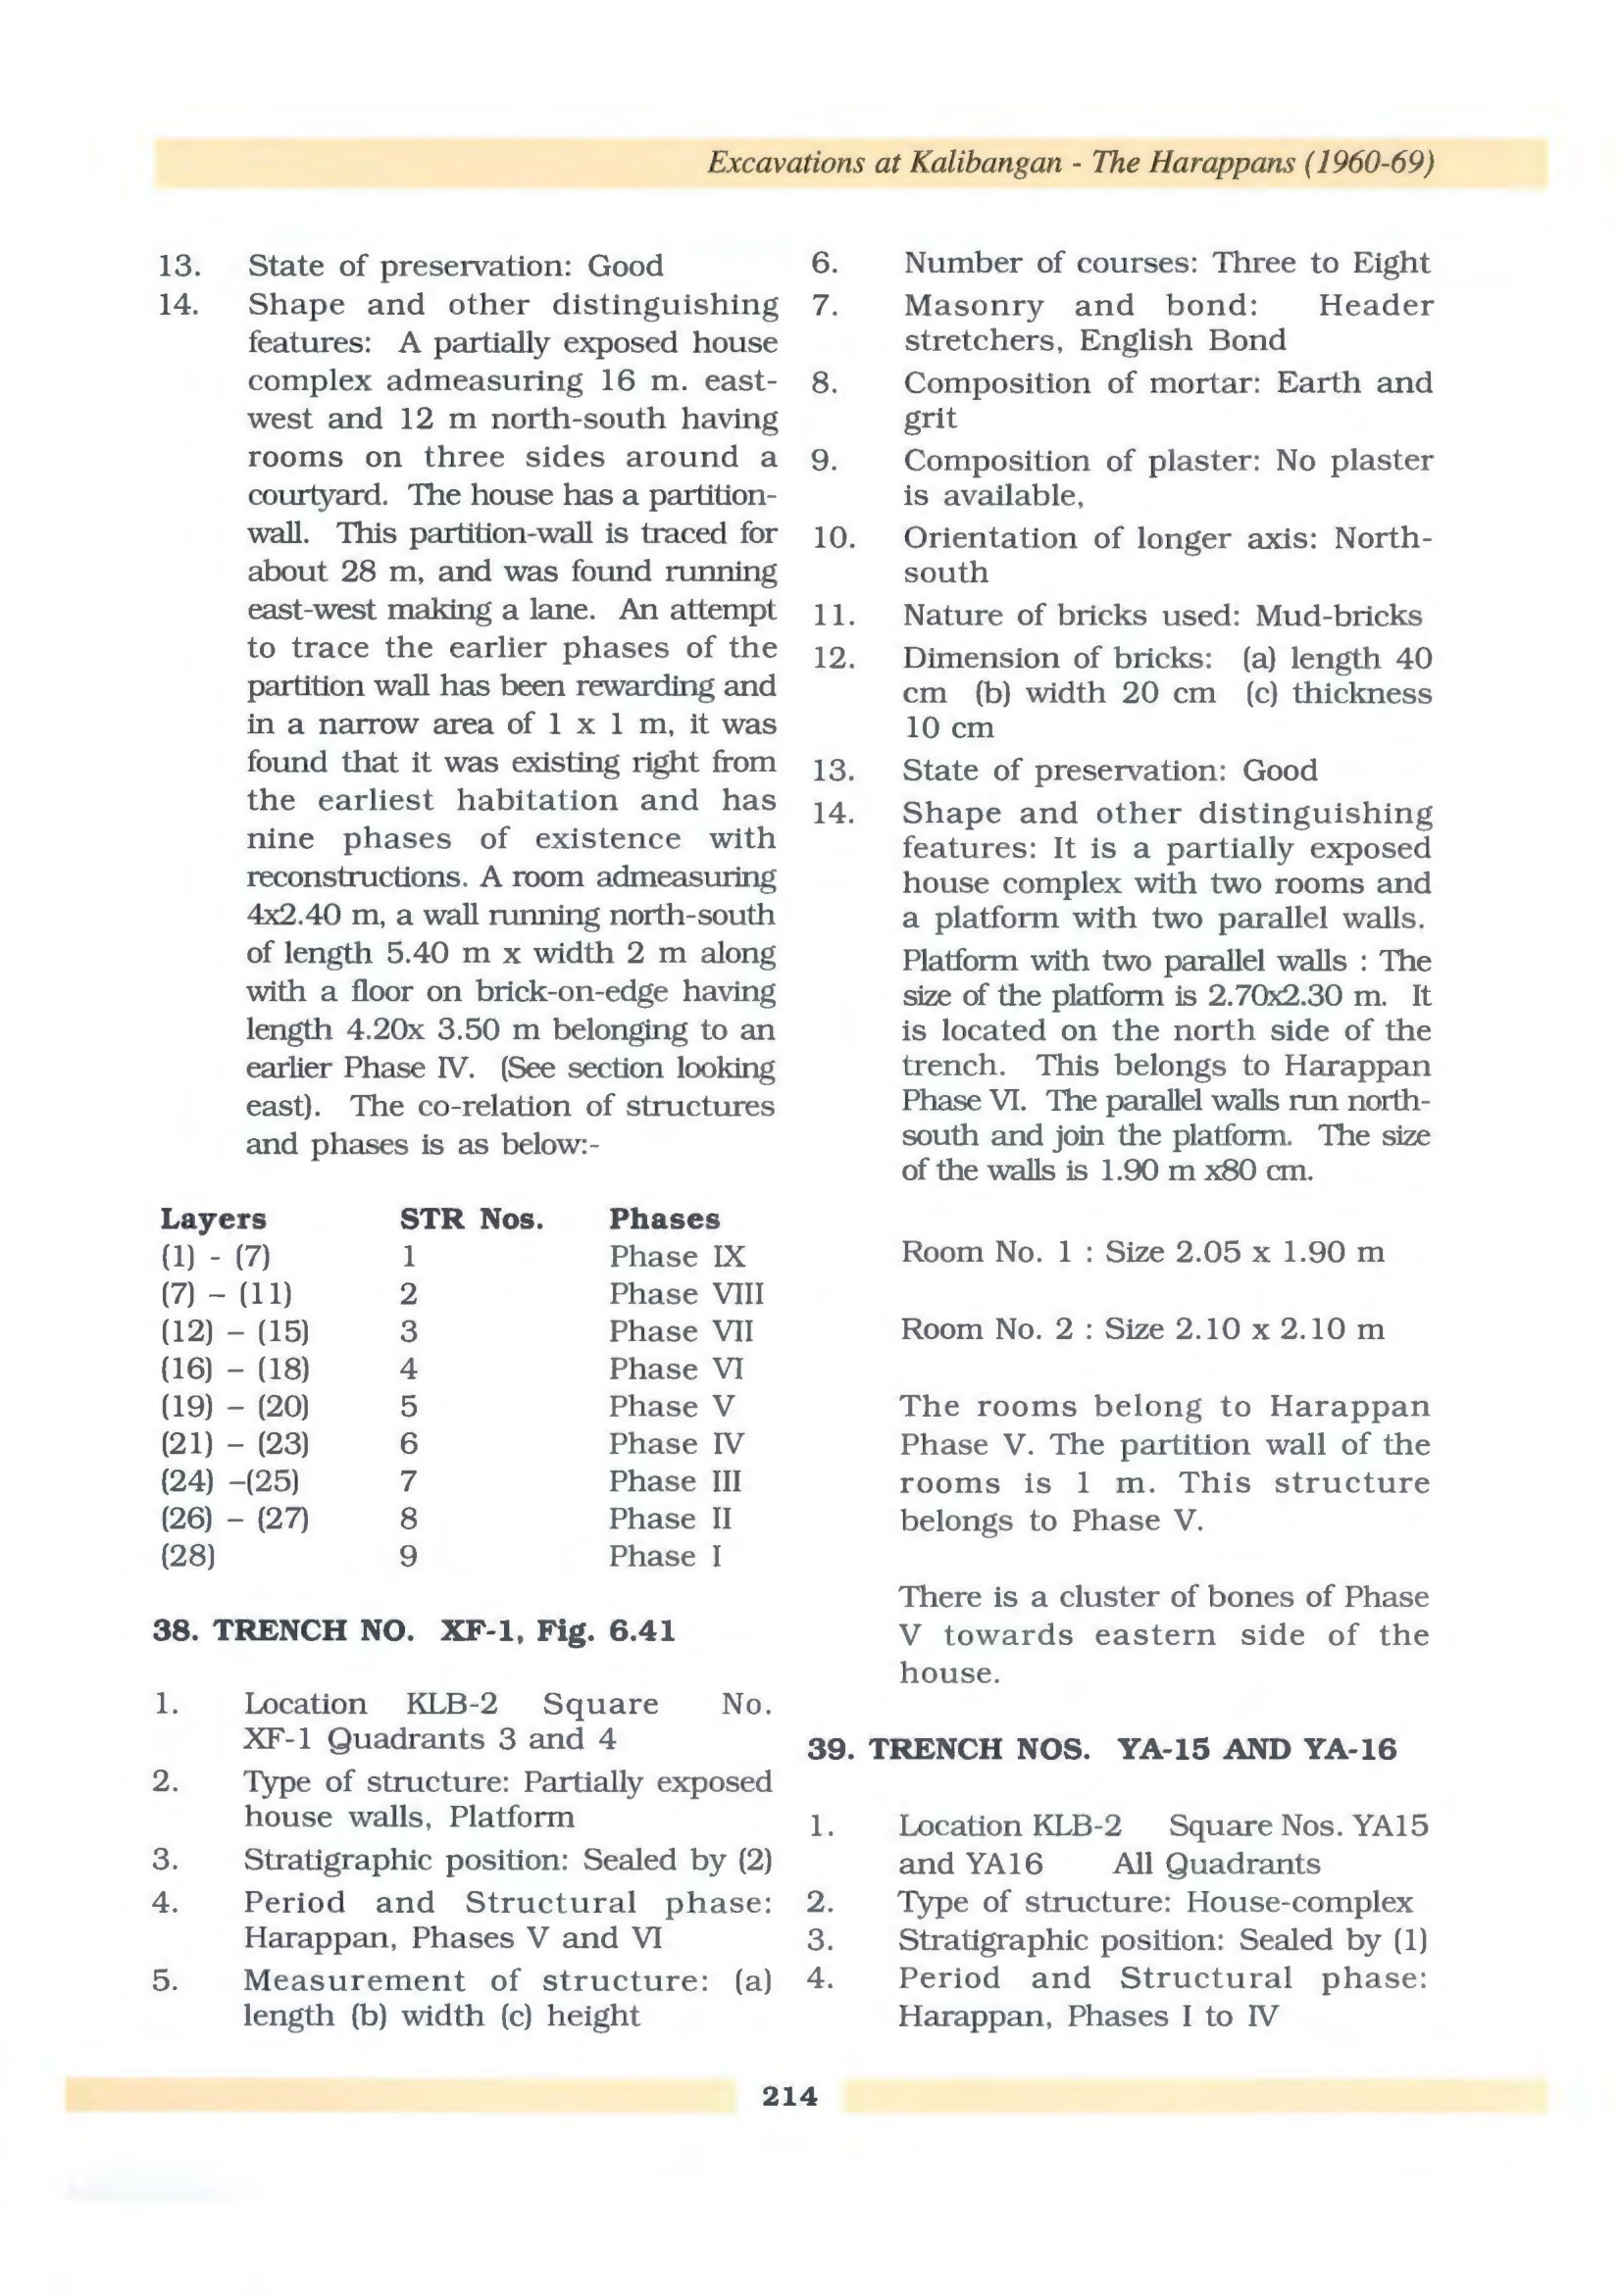 Excavations at Kalibangan - The Harappans (1960-69)
13. State of preservation: Good
14. Shape and other distinguishing
features: A partially exposed house
complex admeasuring 16 m. east-
west and 12 m north-south having
rooms on three sides around a
courtyard. The house has a partition-
wall. This partition-wall is traced for
about 28 m, and was found running
east-west making a lane. An attempt
to trace the earlier phases of the
partition wall has been rewarding and
in a narrow area of 1 x 1 m, it was
found that it was existing right from
the earliest habitation and has
nine phases of existence with
reconstructions. A room admeasuring
4x2.40 m, a wall running north-south
of length 5.40 m x width 2 m along
with a floor on brick-on-edge having
length 4.20x 3.50 m belonging to an
earlier Phase IV. (See section looking
east). The co-relation of structures
and phases is as below:-
Layers STR Nos. Phases
(1) - (7) 1 Phase IX
(7) – (11) 2 Phase VIII
(12) – (15) 3 Phase VII
(16) – (18) 4 Phase VI
(19) – (20) 5 Phase V
(21) – (23) 6 Phase IV
(24) –(25) 7 Phase III
(26) – (27) 8 Phase II
(28) 9 Phase I
38. TRENCH NO. XF-1, Fig. 6.41
1. Location KLB-2 Square No.
XF-1 Quadrants 3 and 4
2. Type of structure: Partially exposed
house walls, Platform
3. Stratigraphic position: Sealed by (2)
4. Period and Structural phase:
Harappan, Phases V and VI
5. Measurement of structure: (a)
length (b) width (c) height
6. Number of courses: Three to Eight
7. Masonry and bond: Header
stretchers, English Bond
8. Composition of mortar: Earth and
grit
9. Composition of plaster: No plaster
is available,
10. Orientation of longer axis: North-
south
11. Nature of bricks used: Mud-bricks
12. Dimension of bricks: (a) length 40
cm (b) width 20 cm (c) thickness
10 cm
13. State of preservation: Good
14. Shape and other distinguishing
features: It is a partially exposed
house complex with two rooms and
a platform with two parallel walls.
Platform with two parallel walls : The
size of the platform is 2.70x2.30 m. It
is located on the north side of the
trench. This belongs to Harappan
Phase VI. The parallel walls run north-
south and join the platform. The size
of the walls is 1.90 m x80 cm.
Room No. 1 : Size 2.05 x 1.90 m
Room No. 2 : Size 2.10 x 2.10 m
The rooms belong to Harappan
Phase V. The partition wall of the
rooms is 1 m. This structure
belongs to Phase V.
There is a cluster of bones of Phase
V towards eastern side of the
house.
39. TRENCH NOS. YA-15 AND YA-16
1. Location KLB-2 Square Nos. YA15
and YA16 All Quadrants
2. Type of structure: House-complex
3. Stratigraphic position: Sealed by (1)
4. Period and Structural phase:
Harappan, Phases I to IV
214